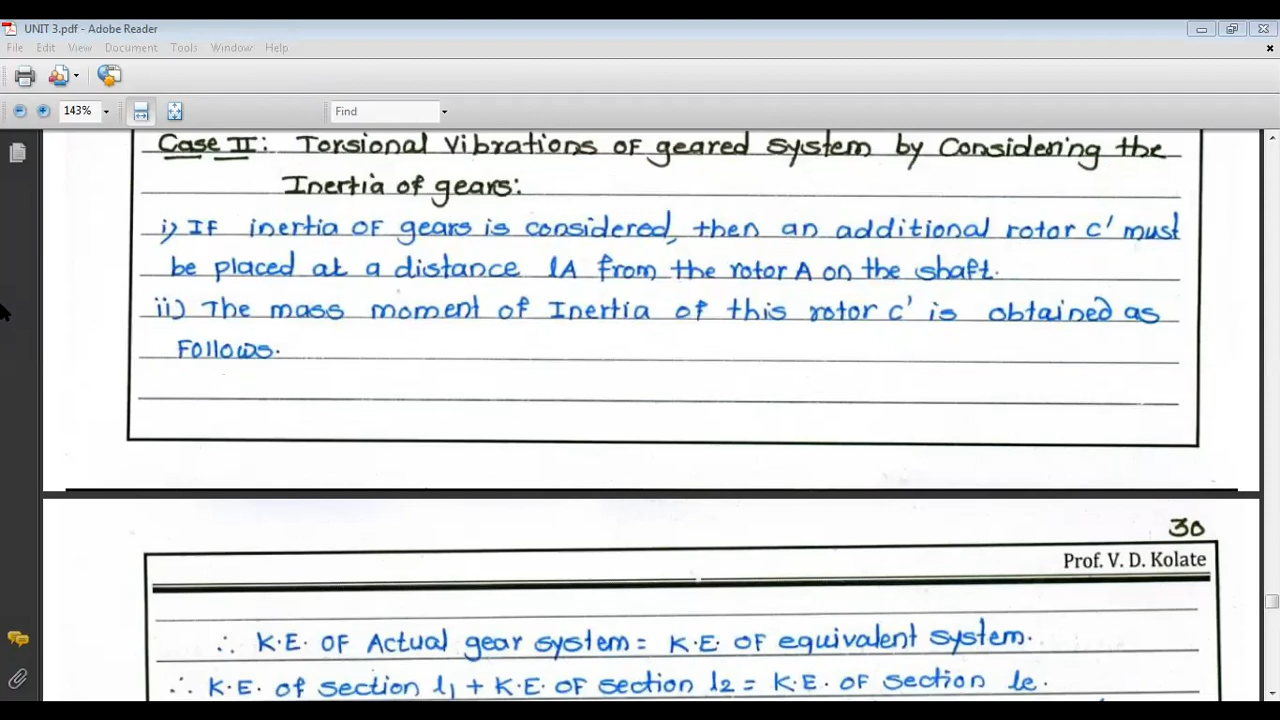 UNIT 3.pdf - Adobe Reader
File Edit View Document Tools Window Help
143%
Find
Case II: Torsional Vibrations of geared system by Considering the
Inertia of gears:
i) If inertia of gears is considered, then an additional rotor c' must
be placed at a distance lA from the rotor A on the shaft.
ii) The mass moment of Inertia of this rotor c' is obtained as
Follows.
30
Prof. V. D. Kolate
∴ K.E. of Actual gear system = K.E. of equivalent system.
∴ K.E. of section l1 + K.E. of section l2 = K.E. of section le.